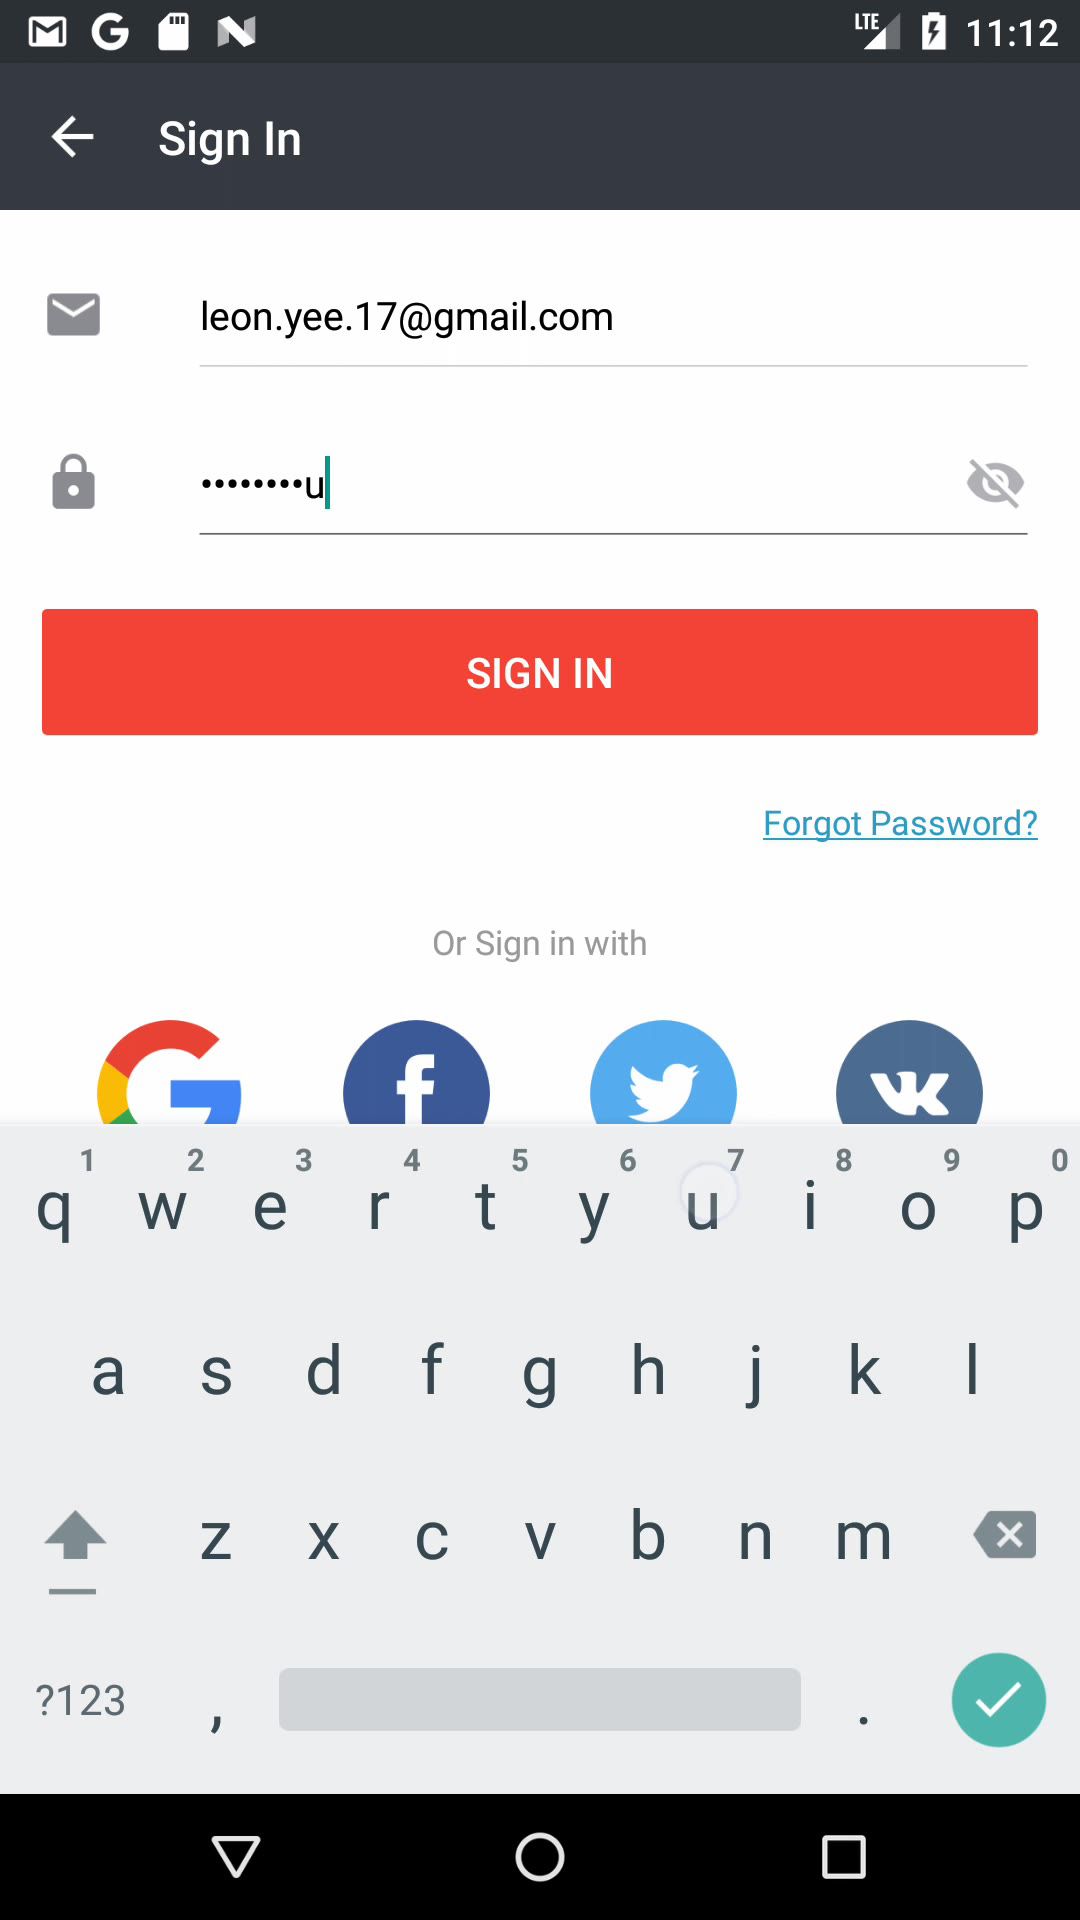 LTE 11:12
Sign In
leon.yee.17@gmail.com
••••••••u
SIGN IN
Forgot Password?
Or Sign in with
1 2 3 4 5 6 7 8 9 0
q w e r t y u i o p
a s d f g h j k l
z x c v b n m
?123 , .